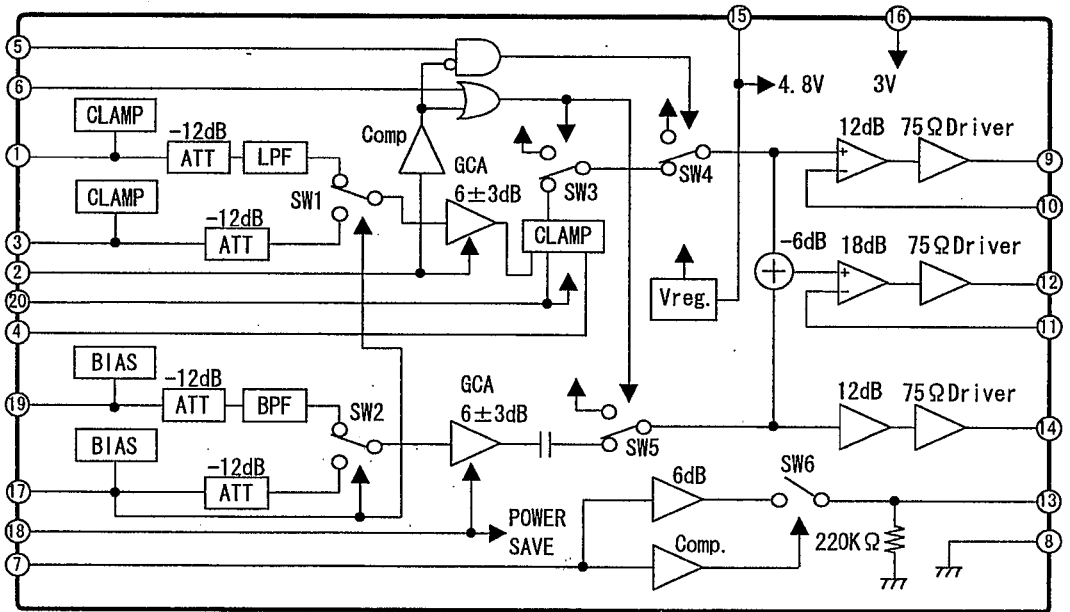 15
16
5
6
4.8V
3V
CLAMP
-12dB
ATT
LPF
Comp
GCA
6±3dB
12dB
75ΩDriver
1
9
SW1
SW3
SW4
10
CLAMP
-12dB
ATT
3
CLAMP
-6dB
18dB
75ΩDriver
2
12
20
Vreg.
4
11
BIAS
-12dB
ATT
BPF
SW2
GCA
6±3dB
12dB
75ΩDriver
19
SW5
14
BIAS
-12dB
ATT
17
6dB
SW6
13
18
POWER
SAVE
Comp.
220KΩ
8
7